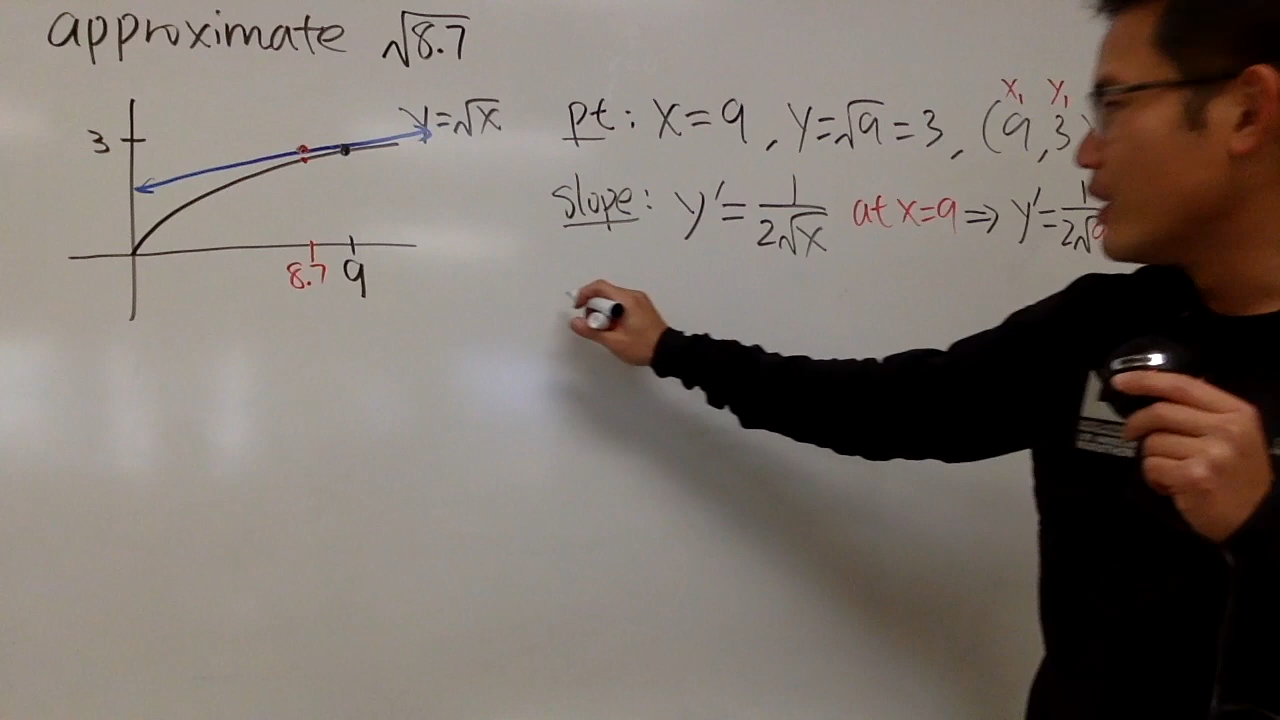 approximate √8.7
3
y=√x
8.7 9
x₁ y₁
pt: x=9, y=√9=3, (9,3)
slope: y'=1/(2√x) at x=9 ⇒ y'=1/(2√9